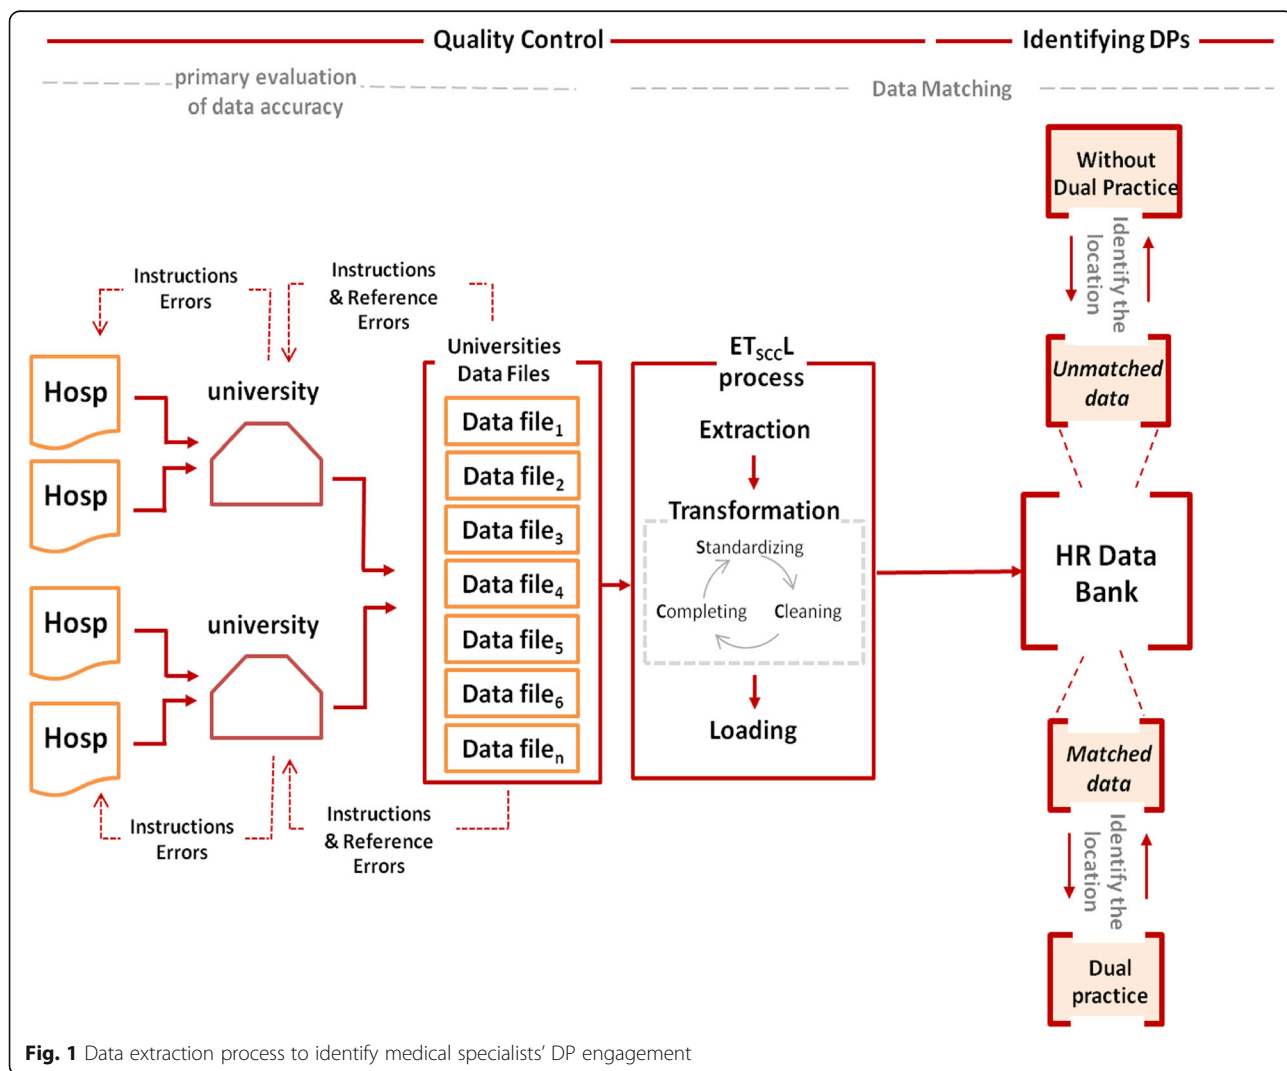 Quality Control
Identifying DPs
primary evaluation
of data accuracy
Data Matching
Instructions
Errors
Instructions
& Reference
Errors
Hosp
Hosp
university
Hosp
Hosp
university
Instructions
Errors
Instructions
& Reference
Errors
Universities
Data Files
Data file1
Data file2
Data file3
Data file4
Data file5
Data file6
Data filen
ETSCCL
process
Extraction
Transformation
Standardizing
Completing
Cleaning
Loading
Without
Dual Practice
Identify the
location
Unmatched
data
HR Data
Bank
Matched
data
Identify the
location
Dual
practice
Fig. 1 Data extraction process to identify medical specialists' DP engagement